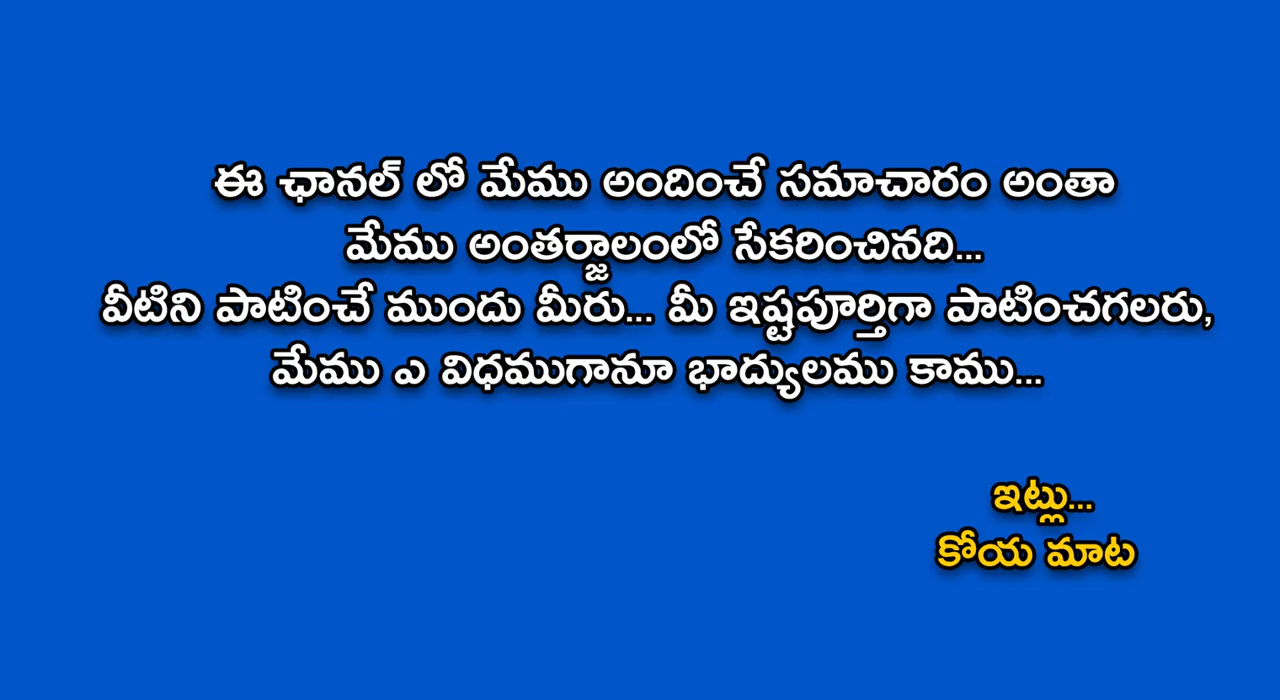 ఈ ఛానల్ లో మేము అందించే సమాచారం అంతా
మేము అంతర్జాలంలో సేకరించినది...
వీటిని పాటించే ముందు మీరు... మీ ఇష్టపూర్తిగా పాటించగలరు,
మేము ఎ విధముగానూ భాద్యులము కాము...
ఇట్లు...
కోయ మాట